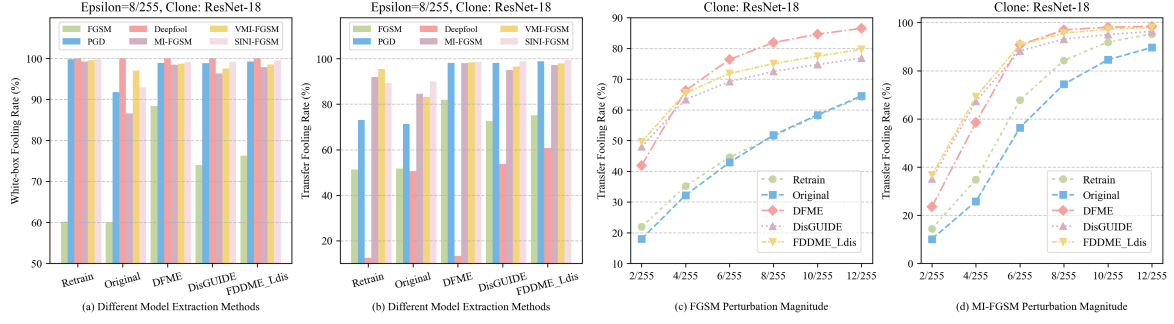 Epsilon=8/255, Clone: ResNet-18
FGSM
PGD
Deepfool
MI-FGSM
VMI-FGSM
SINI-FGSM
White-box Fooling Rate (%)
100
90
80
70
60
50
Retrain
Original
DFME
DisGUIDE
FDDME_Ldis
(a) Different Model Extraction Methods
Epsilon=8/255, Clone: ResNet-18
FGSM
PGD
Deepfool
MI-FGSM
VMI-FGSM
SINI-FGSM
Transfer Fooling Rate (%)
100
80
60
40
20
Retrain
Original
DFME
DisGUIDE
FDDME_Ldis
(b) Different Model Extraction Methods
Clone: ResNet-18
Transfer Fooling Rate (%)
90
80
70
60
50
40
30
20
10
Retrain
Original
DFME
DisGUIDE
FDDME_Ldis
2/255
4/255
6/255
8/255
10/255
12/255
(c) FGSM Perturbation Magnitude
Clone: ResNet-18
Transfer Fooling Rate (%)
100
80
60
40
20
0
Retrain
Original
DFME
DisGUIDE
FDDME_Ldis
2/255
4/255
6/255
8/255
10/255
12/255
(d) MI-FGSM Perturbation Magnitude